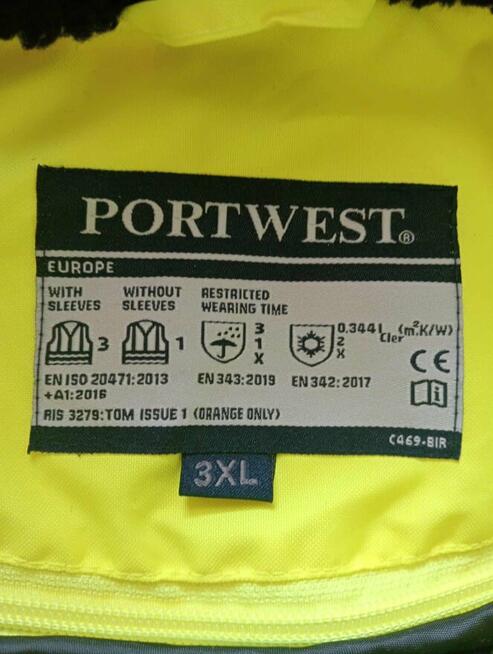 PORTWEST®
EUROPE
WITH SLEEVES
WITHOUT SLEEVES
RESTRICTED WEARING TIME
3
1
3
1
X
0.344 Icler (m².K/W)
2
X
CE
i
EN ISO 20471:2013
+A1:2016
EN 343:2019
EN 342:2017
RIS 3279:TOM ISSUE 1 (ORANGE ONLY)
C469-BIR
3XL